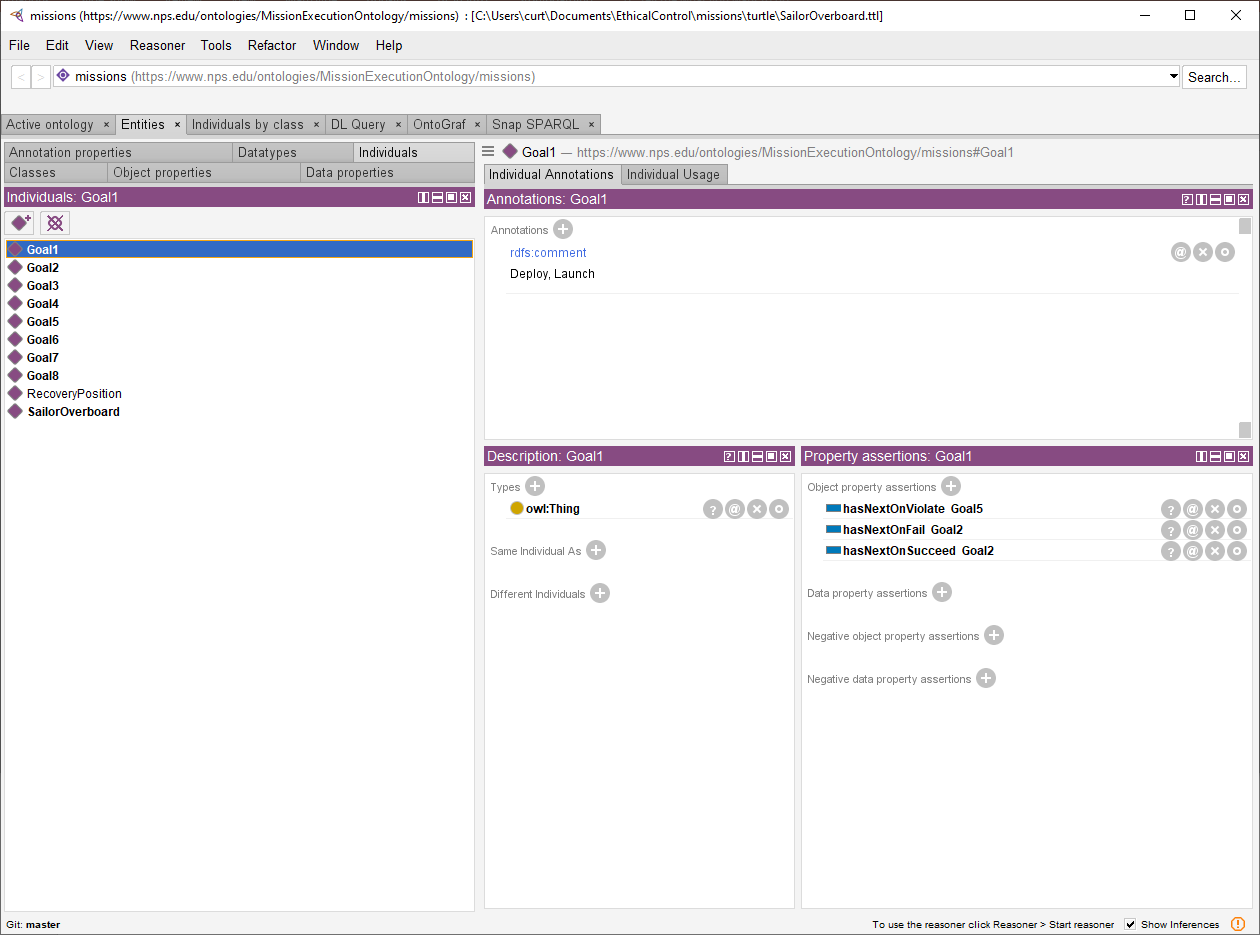 missions (https://www.nps.edu/ontologies/MissionExecutionOntology/missions) : [C:\Users\curt\Documents\EthicalControl\missions\turtle\SailorOverboard.ttl]
File Edit View Reasoner Tools Refactor Window Help
< > missions (https://www.nps.edu/ontologies/MissionExecutionOntology/missions) Search...
Active ontology × Entities × Individuals by class × DL Query × OntoGraf × Snap SPARQL ×
Annotation properties Datatypes Individuals
Classes Object properties Data properties
Individuals: Goal1
Goal1
Goal2
Goal3
Goal4
Goal5
Goal6
Goal7
Goal8
RecoveryPosition
SailorOverboard
Goal1 — https://www.nps.edu/ontologies/MissionExecutionOntology/missions#Goal1
Individual Annotations Individual Usage
Annotations: Goal1
Annotations
rdfs:comment
Deploy, Launch
Description: Goal1
Types
owl:Thing
Same Individual As
Different Individuals
Property assertions: Goal1
Object property assertions
hasNextOnViolate Goal5
hasNextOnFail Goal2
hasNextOnSucceed Goal2
Data property assertions
Negative object property assertions
Negative data property assertions
Git: master
To use the reasoner click Reasoner > Start reasoner Show Inferences